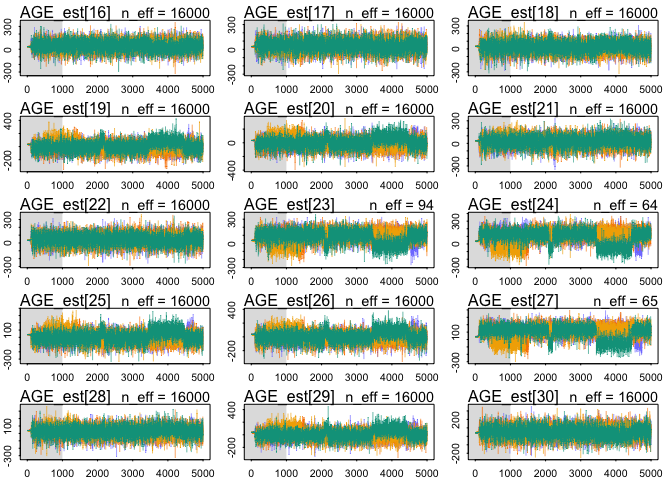 AGE_est[16] n_eff = 16000 AGE_est[17] n_eff = 16000 AGE_est[18] n_eff = 16000
300 0 -300 300 0 -300 300 0 -300
0 1000 2000 3000 4000 5000 0 1000 2000 3000 4000 5000 0 1000 2000 3000 4000 5000
AGE_est[19] n_eff = 16000 AGE_est[20] n_eff = 16000 AGE_est[21] n_eff = 16000
400 -200 0 -400 300 0 -300
0 1000 2000 3000 4000 5000 0 1000 2000 3000 4000 5000 0 1000 2000 3000 4000 5000
AGE_est[22] n_eff = 16000 AGE_est[23] n_eff = 94 AGE_est[24] n_eff = 64
300 0 -300 300 0 -300 300 0 -300
0 1000 2000 3000 4000 5000 0 1000 2000 3000 4000 5000 0 1000 2000 3000 4000 5000
AGE_est[25] n_eff = 16000 AGE_est[26] n_eff = 16000 AGE_est[27] n_eff = 65
100 -300 400 -200 100 -300
0 1000 2000 3000 4000 5000 0 1000 2000 3000 4000 5000 0 1000 2000 3000 4000 5000
AGE_est[28] n_eff = 16000 AGE_est[29] n_eff = 16000 AGE_est[30] n_eff = 16000
100 -300 400 -200 200 -200
0 1000 2000 3000 4000 5000 0 1000 2000 3000 4000 5000 0 1000 2000 3000 4000 5000